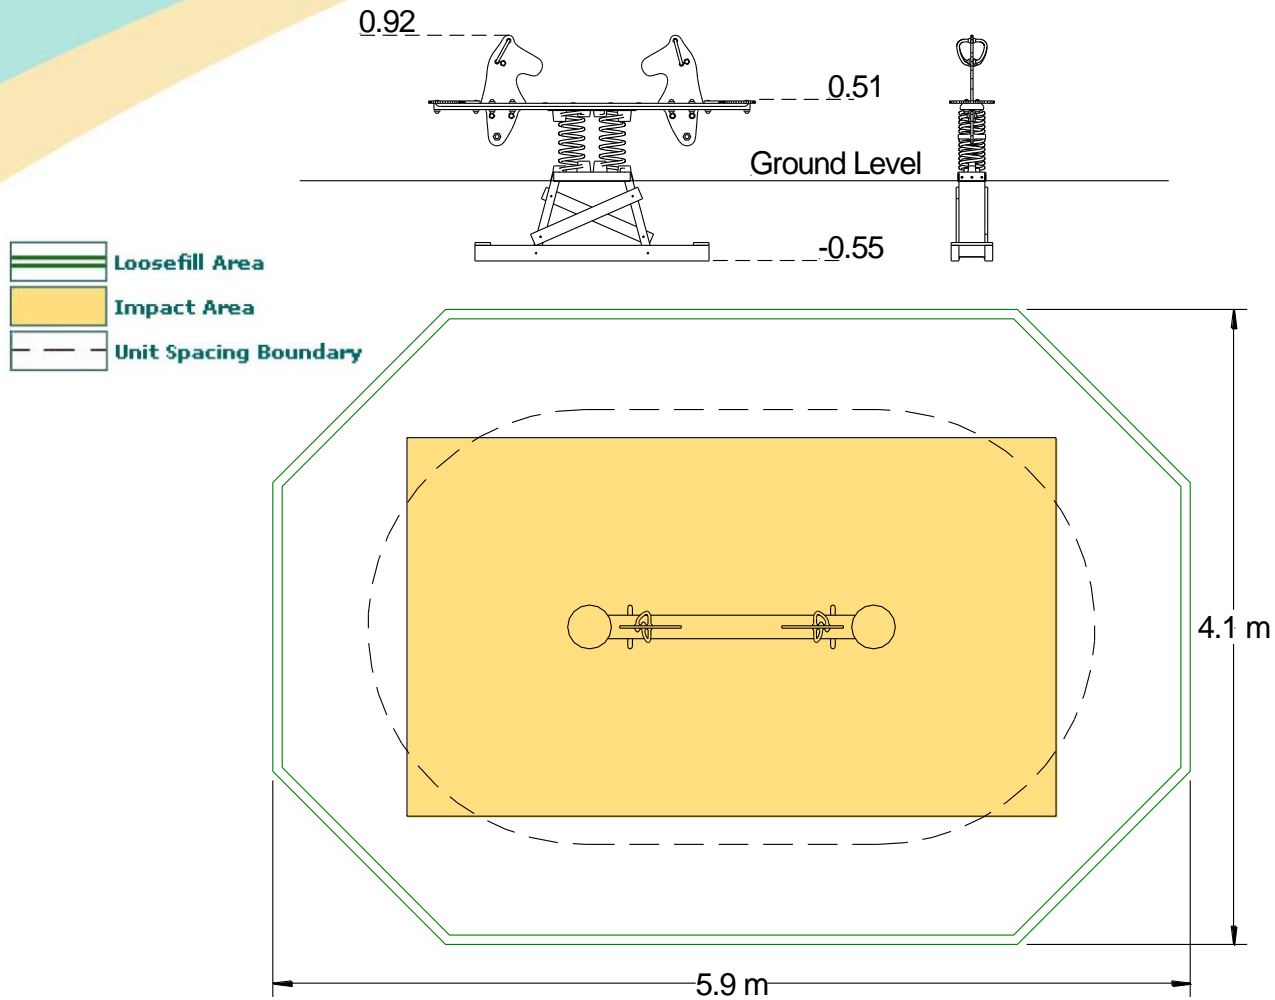 0.92
0.51
Ground Level
-0.55
Loosefill Area
Impact Area
Unit Spacing Boundary
4.1 m
5.9 m